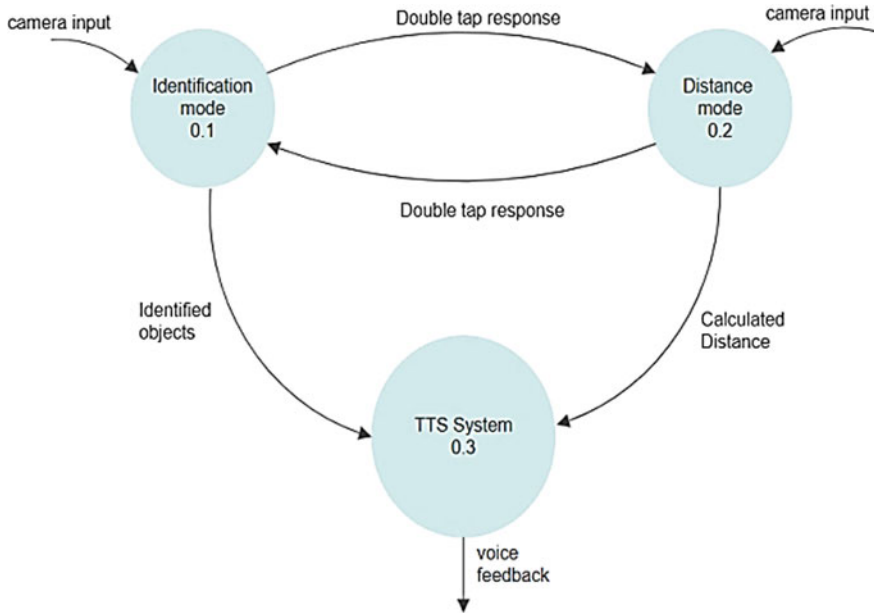 camera input
Double tap response
camera input
Identification
mode
0.1
Distance
mode
0.2
Double tap response
Identified
objects
Calculated
Distance
TTS System
0.3
voice
feedback